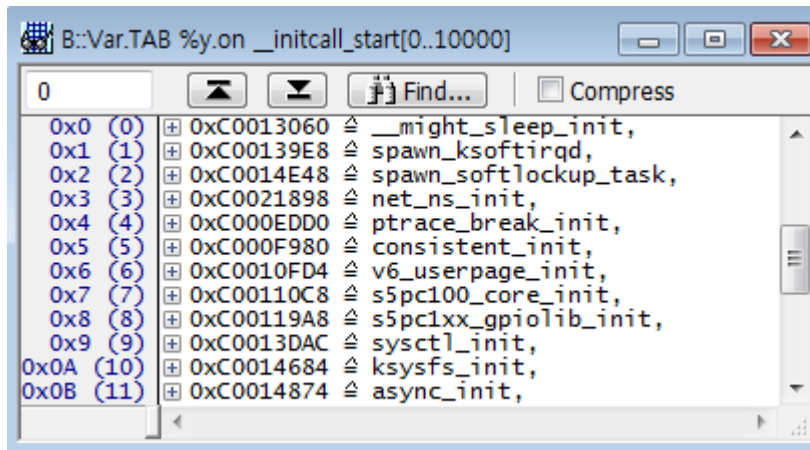 B::Var.TAB %y.on __initcall_start[0..10000]
0 Find... Compress
0x0 (0) 0xC0013060 ≙ __might_sleep_init,
0x1 (1) 0xC00139E8 ≙ spawn_ksoftirqd,
0x2 (2) 0xC0014E48 ≙ spawn_softlockup_task,
0x3 (3) 0xC0021898 ≙ net_ns_init,
0x4 (4) 0xC000EDD0 ≙ ptrace_break_init,
0x5 (5) 0xC000F980 ≙ consistent_init,
0x6 (6) 0xC0010FD4 ≙ v6_userpage_init,
0x7 (7) 0xC00110C8 ≙ s5pc100_core_init,
0x8 (8) 0xC00119A8 ≙ s5pc1xx_gpiolib_init,
0x9 (9) 0xC0013DAC ≙ sysctl_init,
0x0A (10) 0xC0014684 ≙ ksysfs_init,
0x0B (11) 0xC0014874 ≙ async_init,